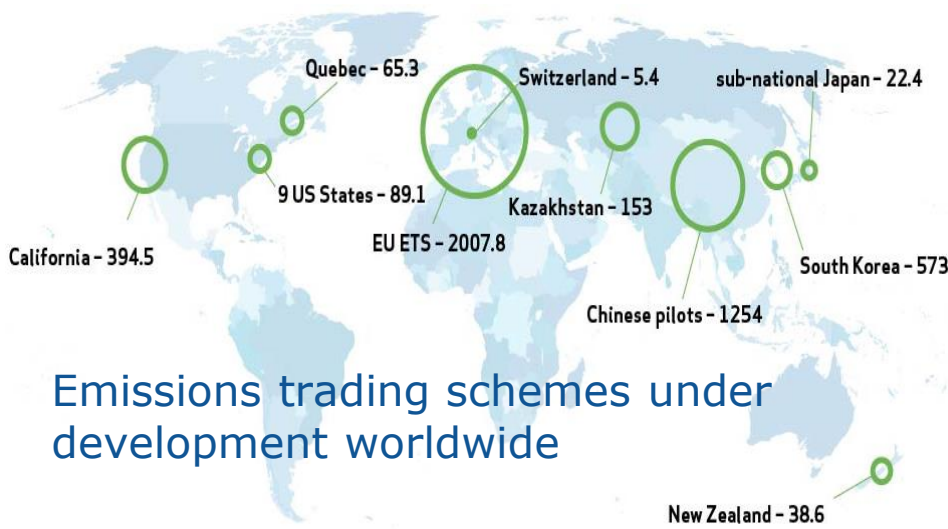 Quebec – 65.3
Switzerland – 5.4
sub-national Japan – 22.4
9 US States – 89.1
Kazakhstan – 153
EU ETS – 2007.8
California – 394.5
South Korea – 573
Chinese pilots – 1254
Emissions trading schemes under
development worldwide
New Zealand – 38.6